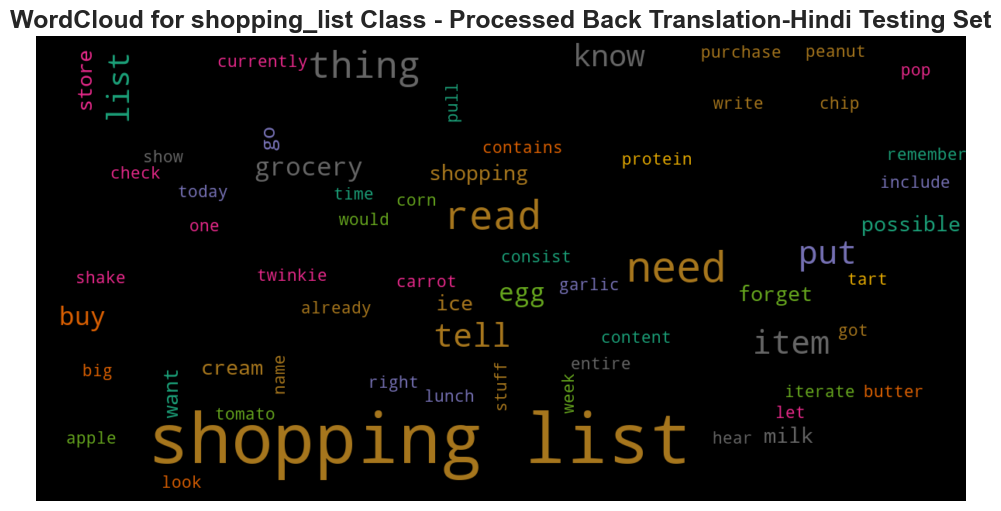 WordCloud for shopping_list Class - Processed Back Translation-Hindi Testing Set
store
list
currently
thing
know
purchase
peanut
pop
pull
write
chip
go
show
check
grocery
contains
shopping
protein
remember
include
today
time
corn
would
one
read
possible
put
consist
need
shake
twinkie
carrot
egg
garlic
tart
forget
buy
already
ice
tell
content
item
got
big
cream
name
want
right
lunch
stuff
entire
week
iterate
butter
tomato
let
apple
shopping list
hear
milk
look